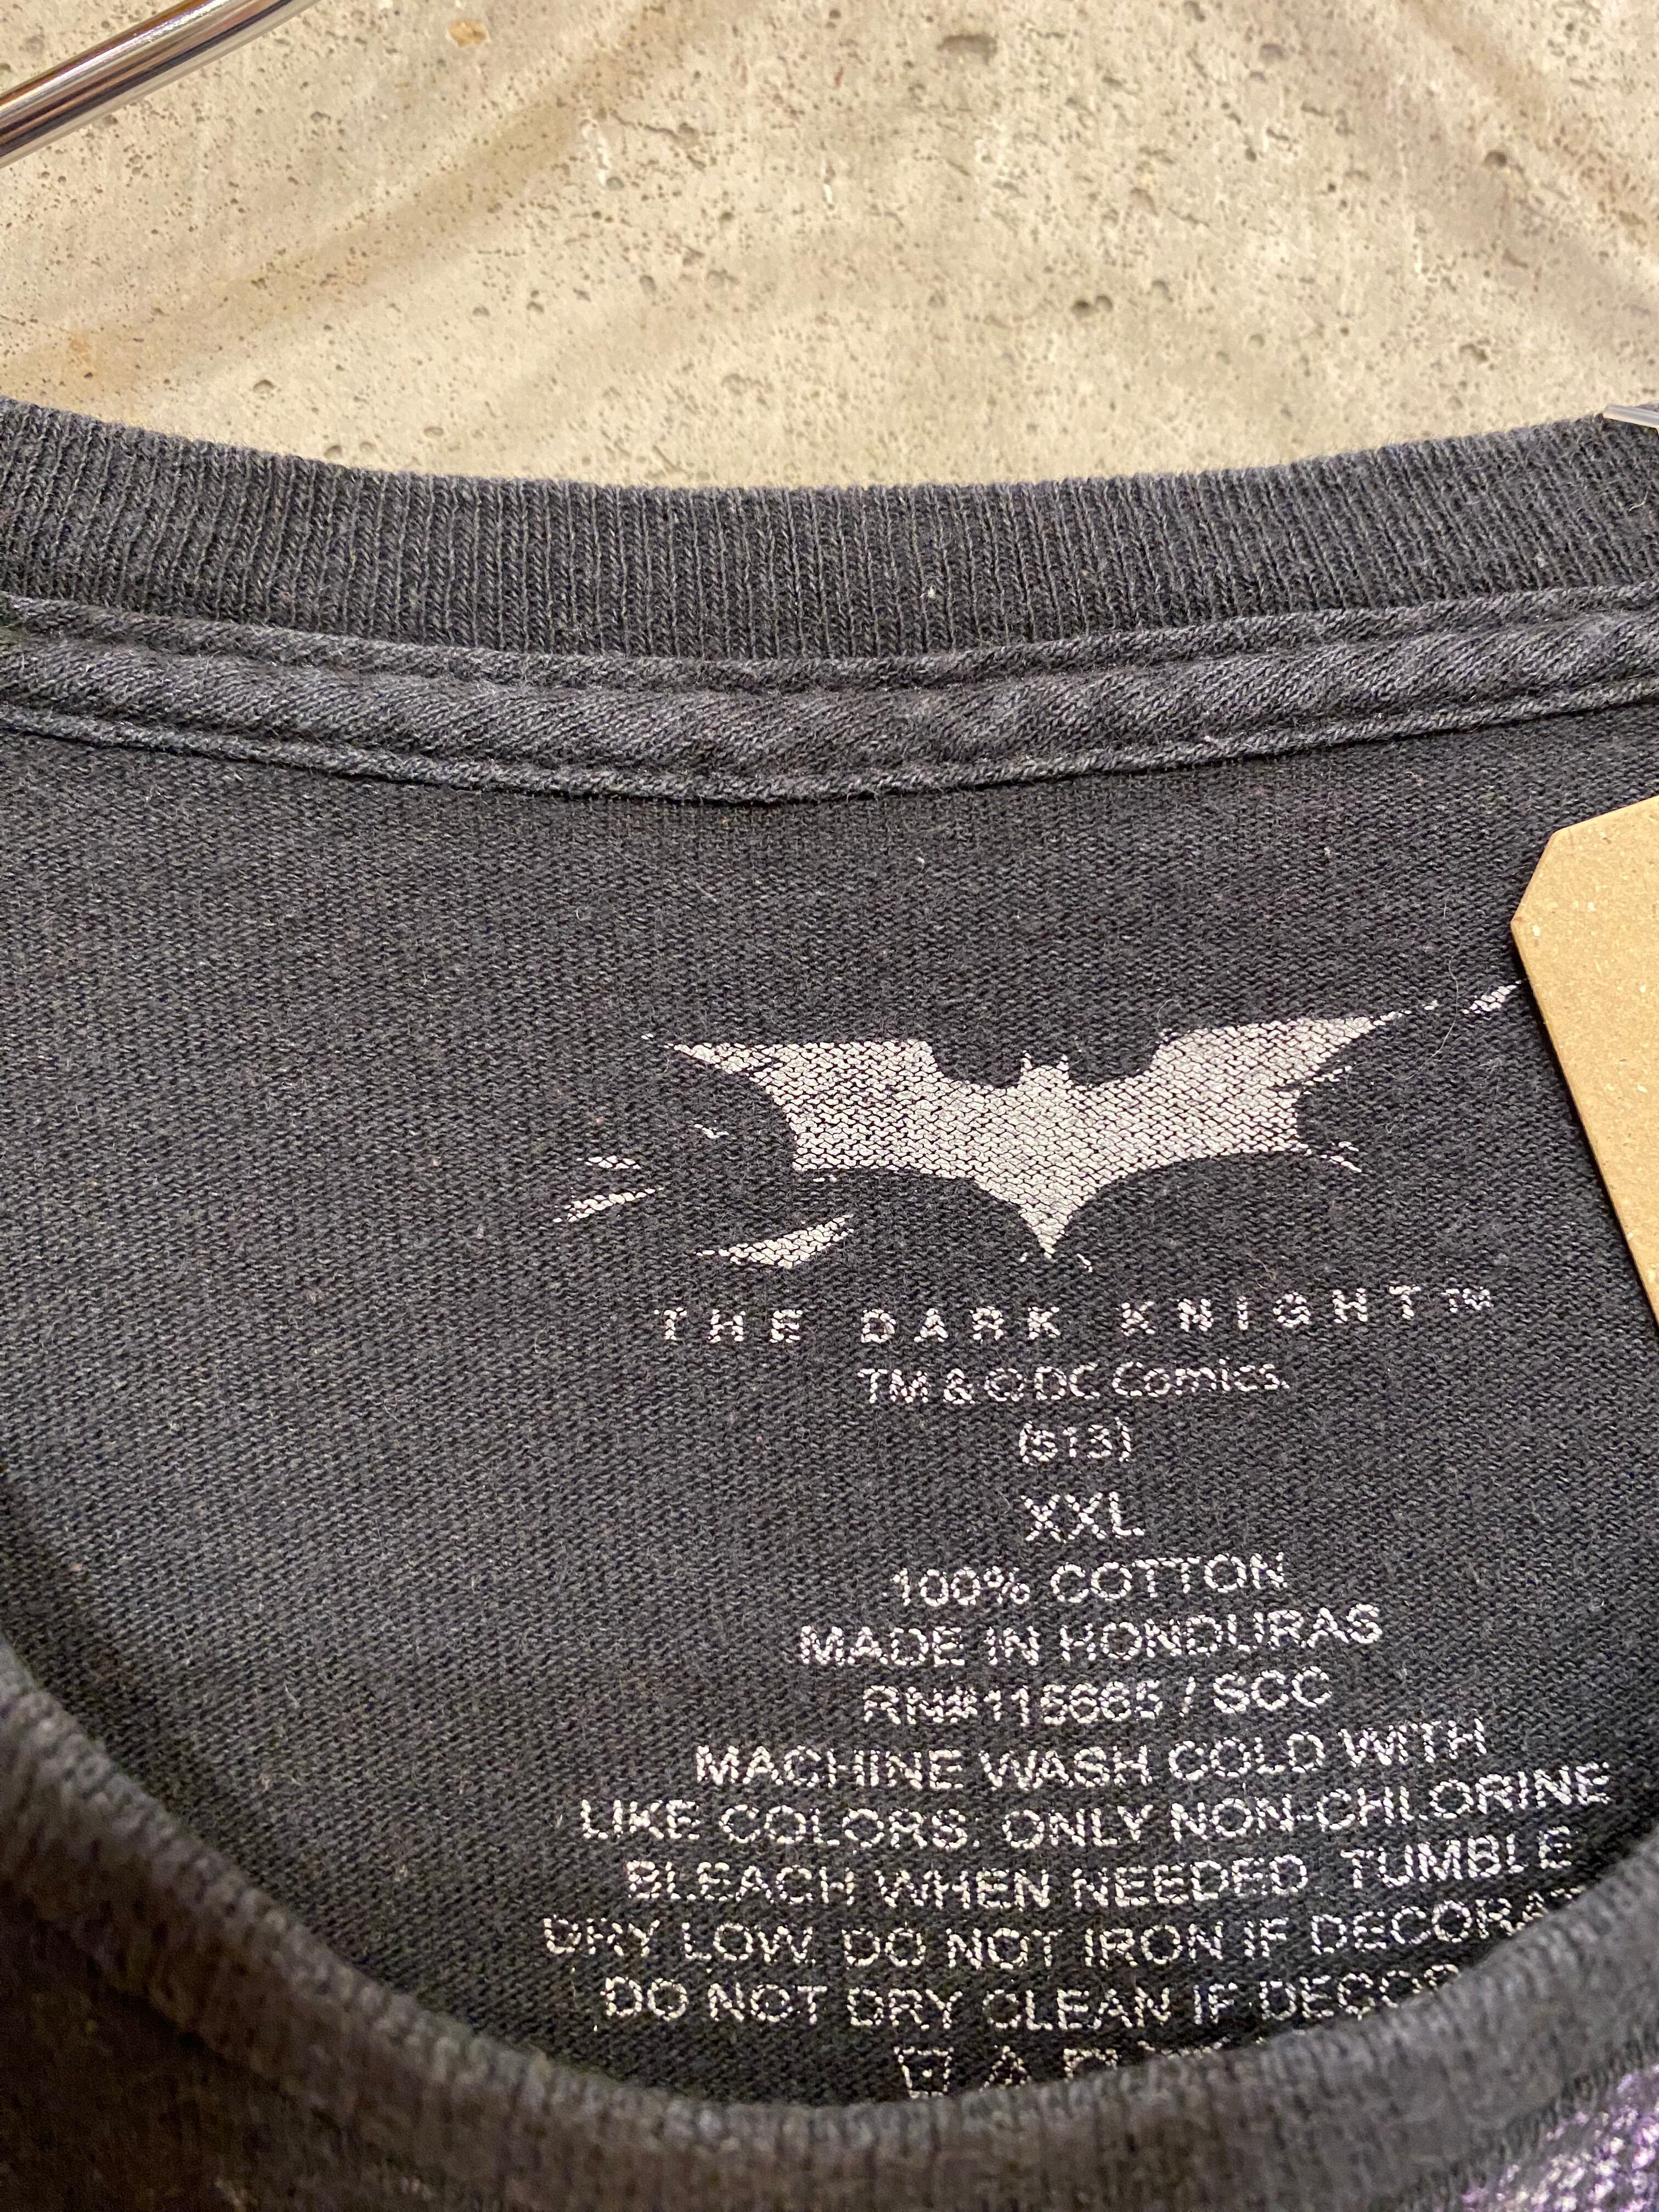 THE DARK KNIGHT™
TM & © DC Comics.
(s13)
XXL
100% COTTON
MADE IN HONDURAS
RN#115665 / SCC
MACHINE WASH COLD WITH
LIKE COLORS. ONLY NON-CHLORINE
BLEACH WHEN NEEDED. TUMBLE
DRY LOW. DO NOT IRON IF DECORAT
DO NOT DRY CLEAN IF DECOR